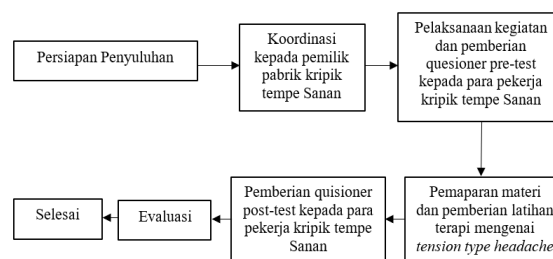 Persiapan Penyuluhan
Koordinasi
kepada pemilik
pabrik kripik
tempe Sanan
Pelaksanaan kegiatan
dan pemberian
quesioner pre-test
kepada para pekerja
kripik tempe Sanan
Pemaparan materi
dan pemberian latihan
terapi mengenai
tension type headache
Pemberian quisioner
post-test kepada para
pekerja kripik tempe
Sanan
Evaluasi
Selesai